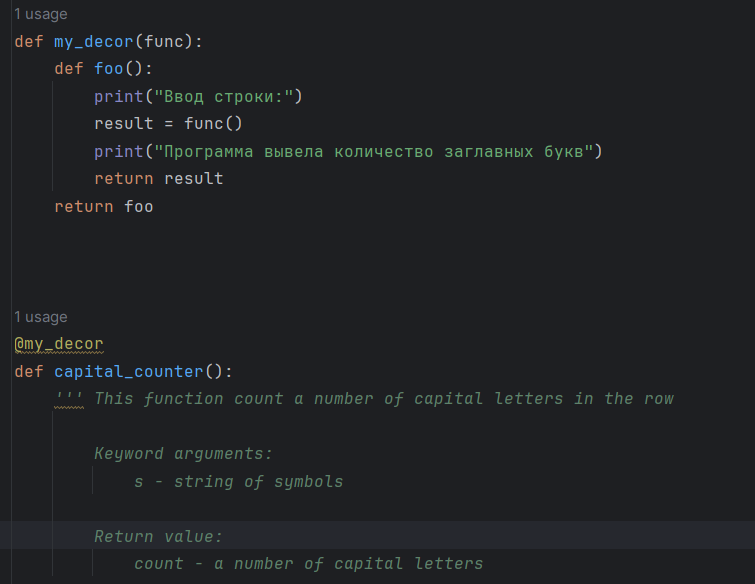 1 usage
def my_decor(func):
    def foo():
        print("Ввод строки:")
        result = func()
        print("Программа вывела количество заглавных букв")
        return result
    return foo
1 usage
@my_decor
def capital_counter():
    ''' This function count a number of capital letters in the row
        Keyword arguments:
            s - string of symbols
        Return value:
            count - a number of capital letters